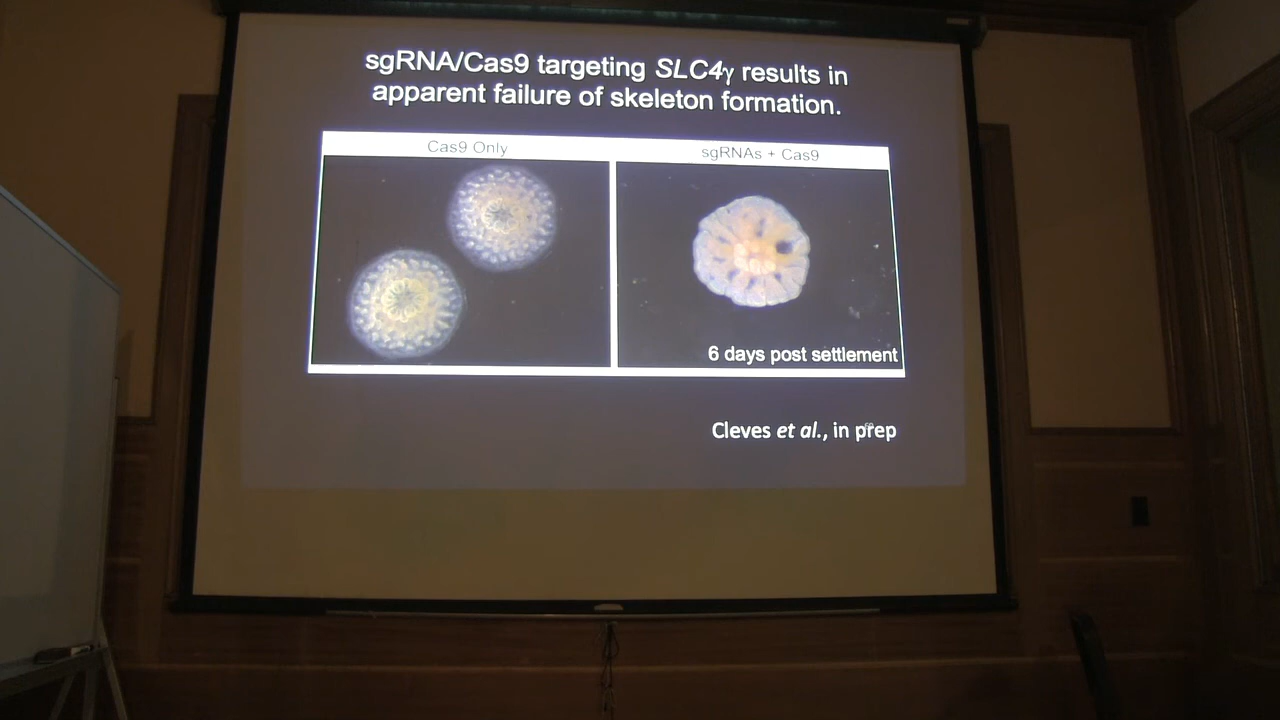 sgRNA/Cas9 targeting SLC4γ results in
apparent failure of skeleton formation.
Cas9 Only
sgRNAs + Cas9
6 days post settlement
Cleves et al., in prep